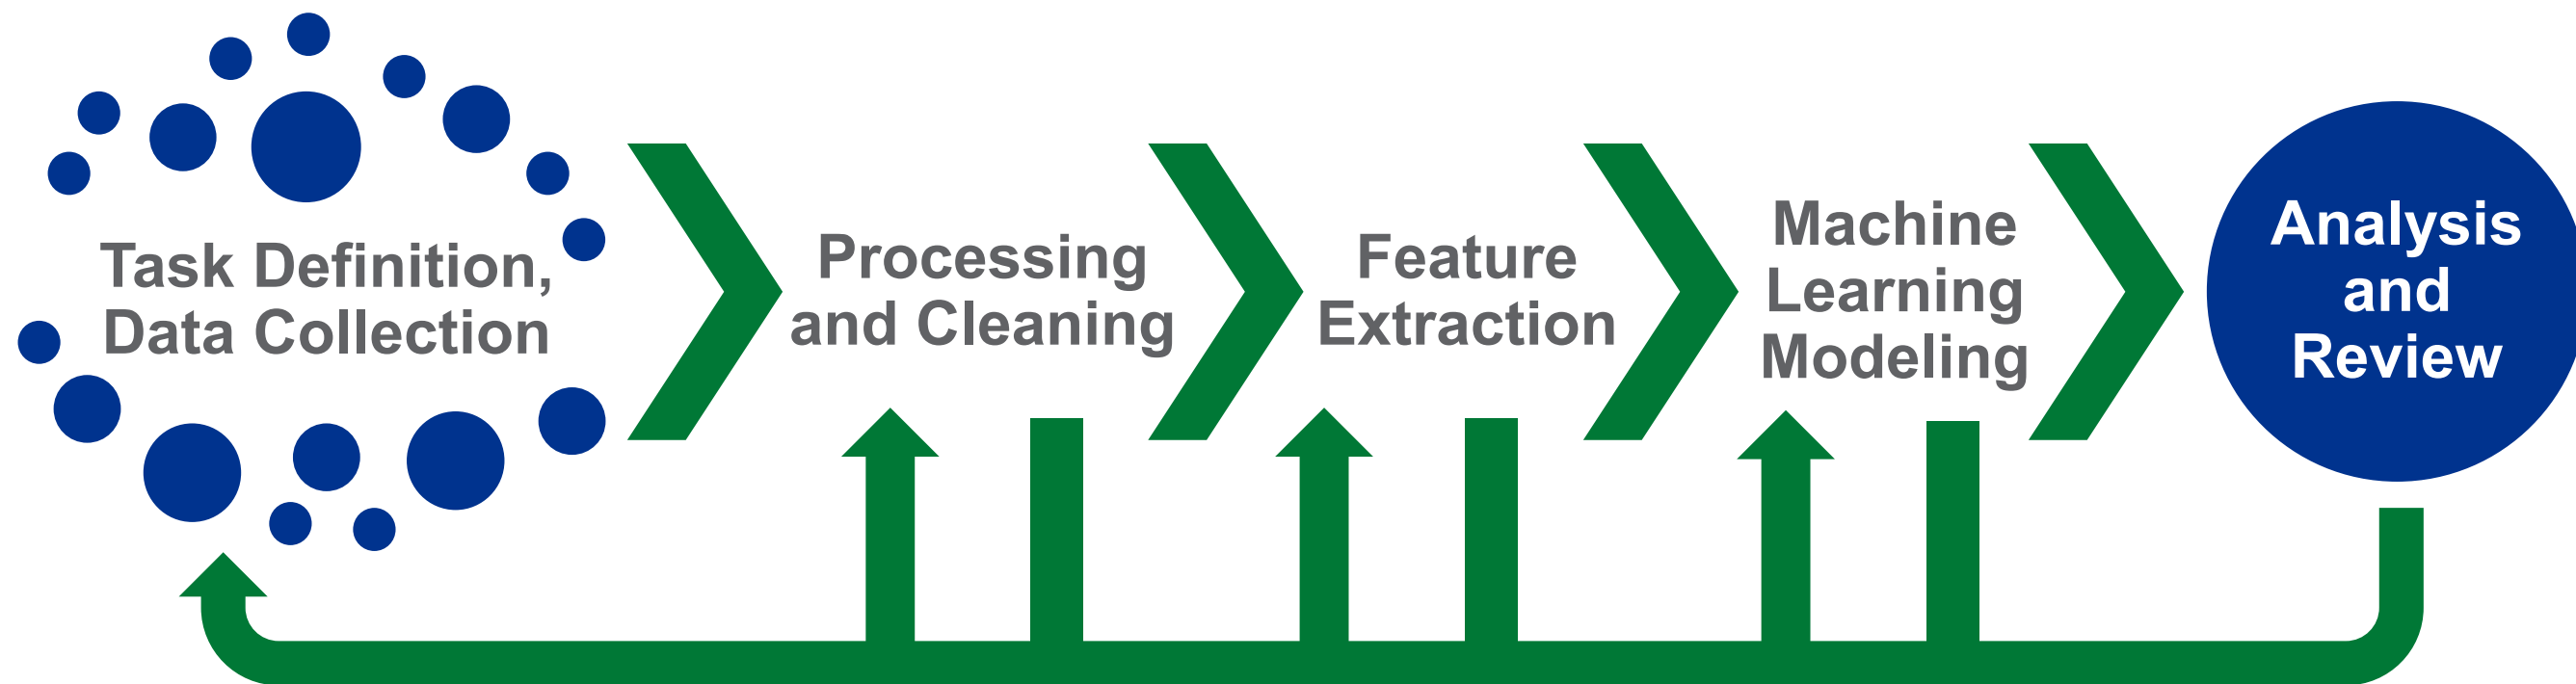 Task Definition,
Data Collection
Processing
and Cleaning
Feature
Extraction
Machine
Learning
Modeling
Analysis
and
Review